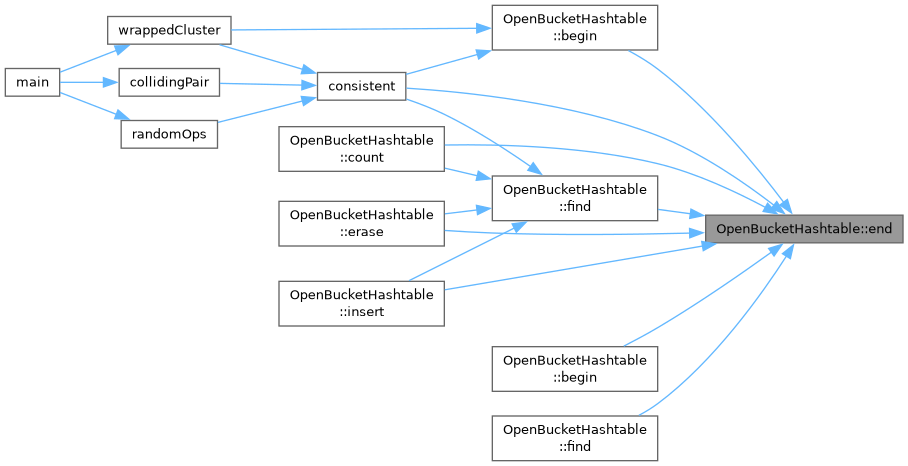 OpenBucketHashtable
::begin
wrappedCluster
main
collidingPair
consistent
randomOps
OpenBucketHashtable
::count
OpenBucketHashtable
::find
OpenBucketHashtable
::erase
OpenBucketHashtable::end
OpenBucketHashtable
::insert
OpenBucketHashtable
::begin
OpenBucketHashtable
::find